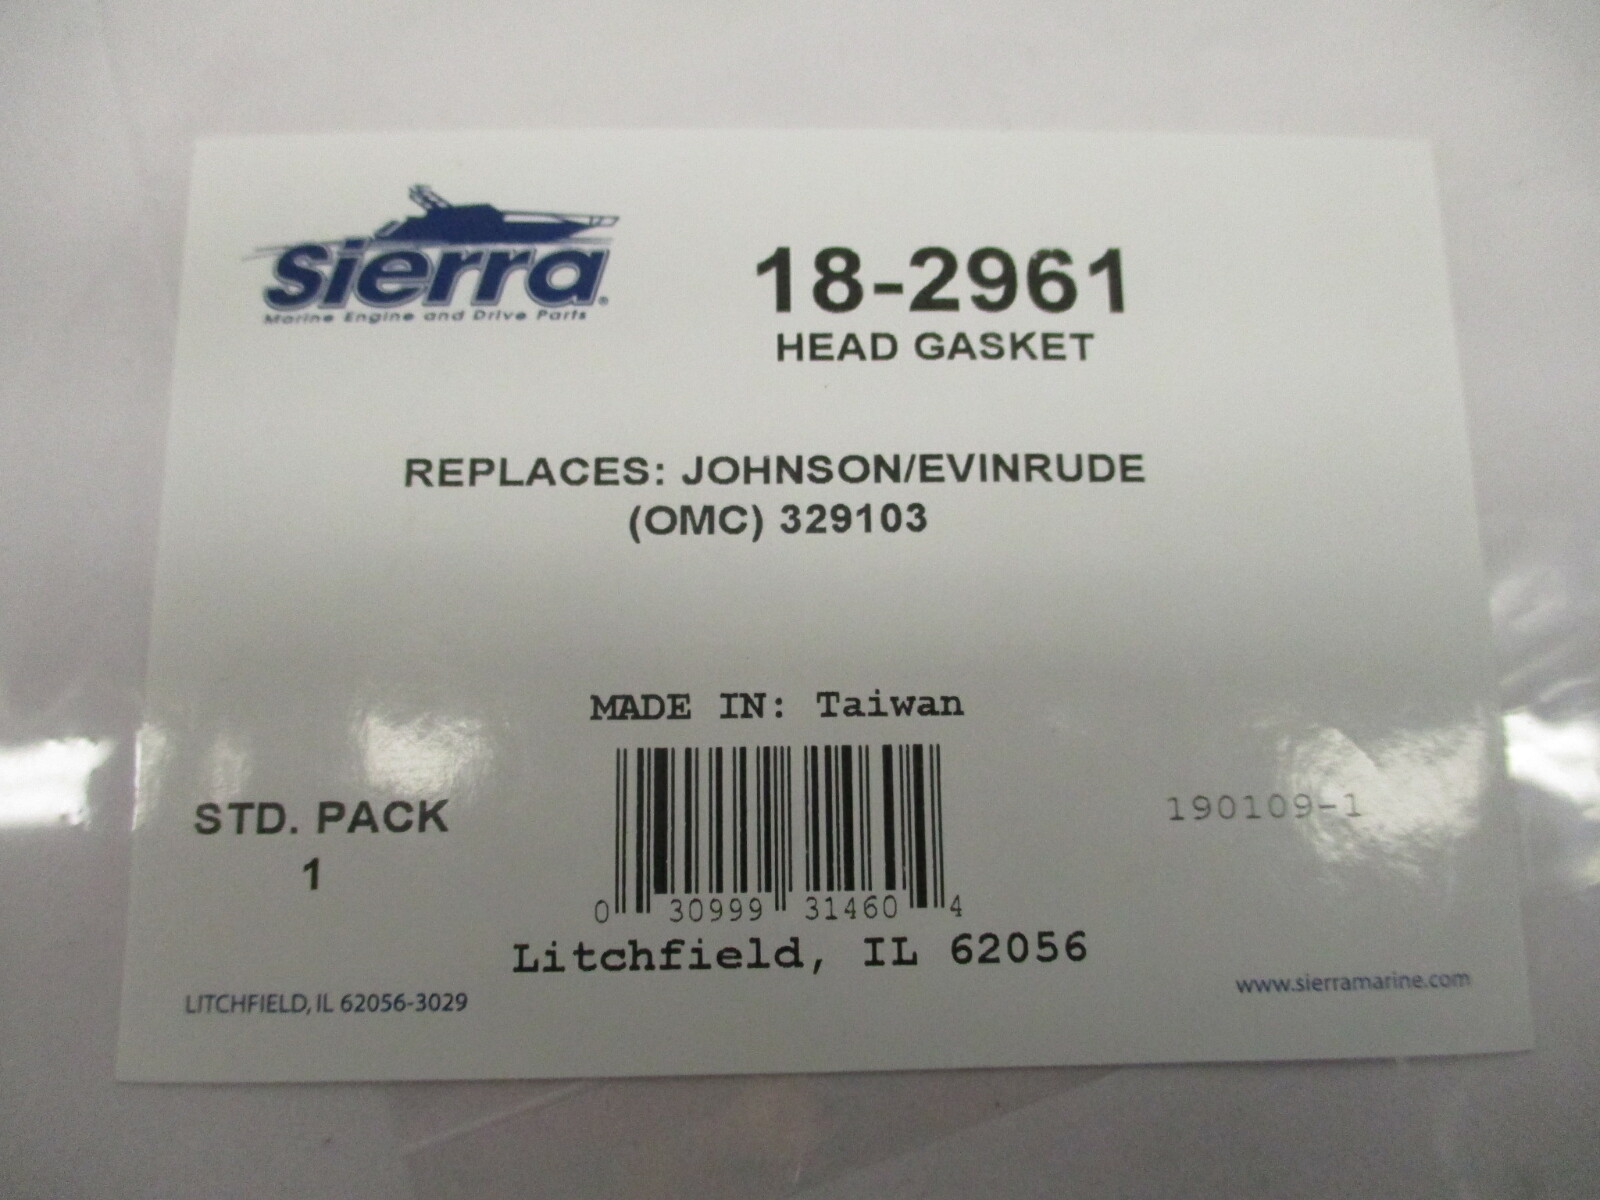 sierra®
Marine Engine and Drive Parts
18-2961
HEAD GASKET
REPLACES: JOHNSON/EVINRUDE
(OMC) 329103
MADE IN: Taiwan
STD. PACK
1
190109-1
0 30999 31460 4
Litchfield, IL 62056
LITCHFIELD, IL 62056-3029
www.sierramarine.com